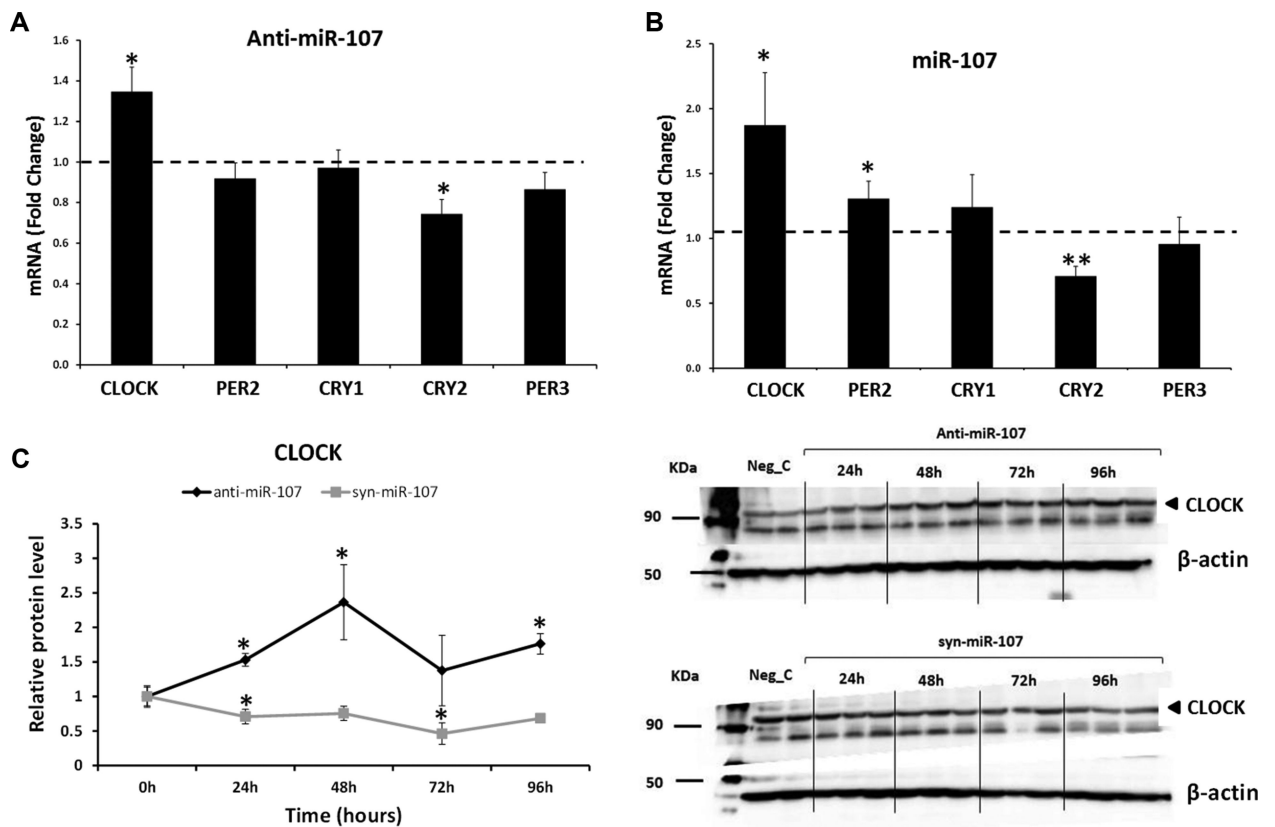 A
Anti-miR-107
mRNA (Fold Change)
1.6
1.4
1.2
1.0
0.8
0.6
0.4
0.2
0.0
*
*
CLOCK PER2 CRY1 CRY2 PER3
B
miR-107
mRNA (Fold Change)
2.5
2.0
1.5
1.0
0.5
0.0
*
*
**
CLOCK PER2 CRY1 CRY2 PER3
C
CLOCK
anti-miR-107 syn-miR-107
Relative protein level
3.5
3
2.5
2
1.5
1
0.5
0
*
*
*
*
*
0h 24h 48h 72h 96h
Time (hours)
Anti-miR-107
KDa Neg_C 24h 48h 72h 96h
90
CLOCK
50
β-actin
syn-miR-107
KDa Neg_C 24h 48h 72h 96h
90
CLOCK
50
β-actin